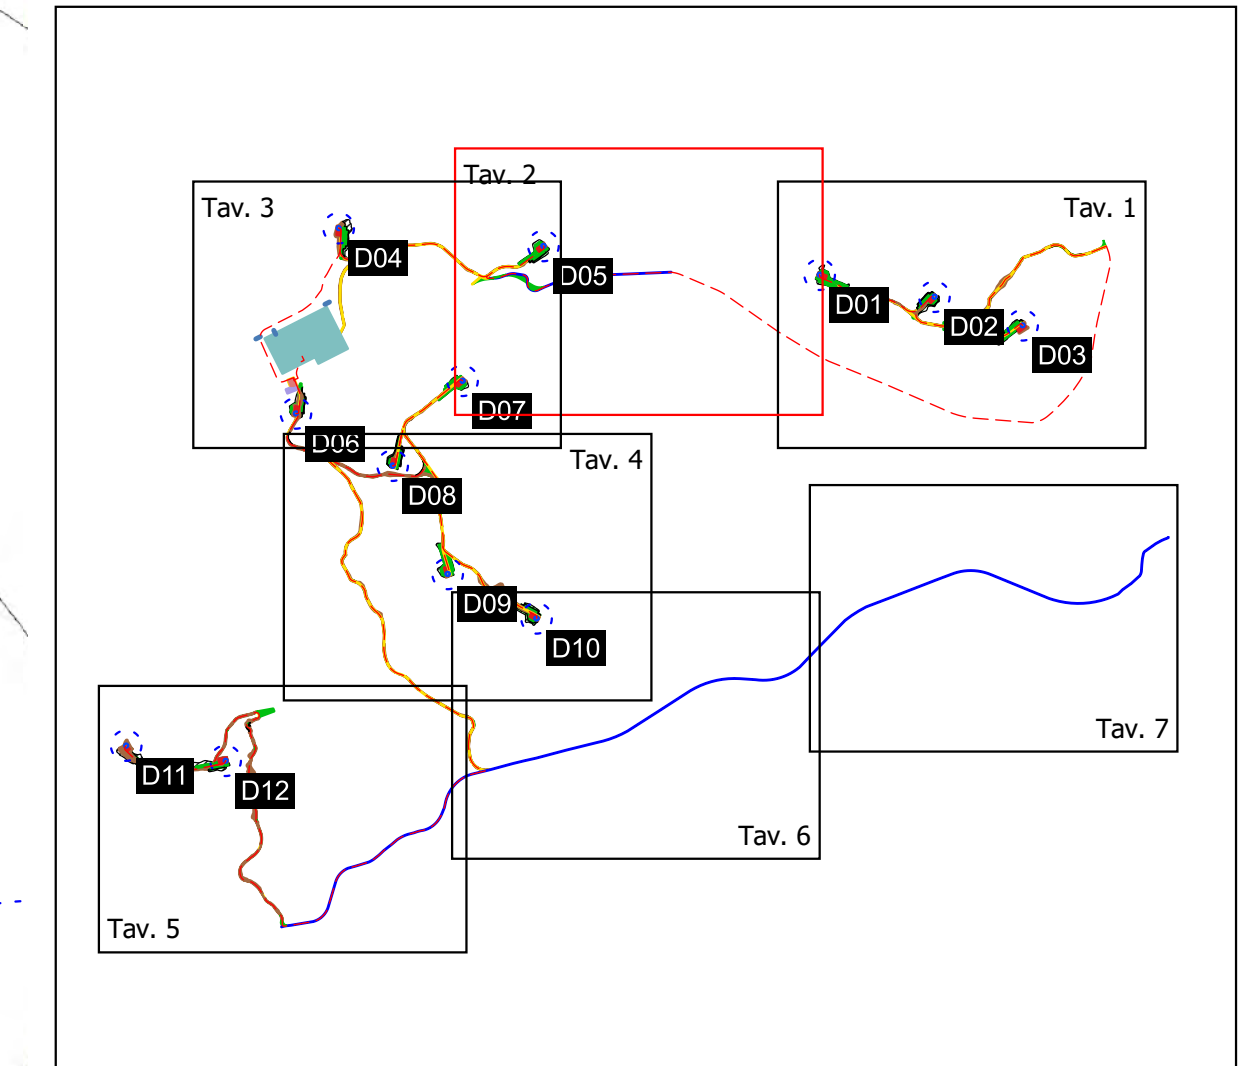 Tav. 2
Tav. 3
Tav. 1
D04
D05
D01
D02
D03
D07
D06
Tav. 4
D08
D09
D10
Tav. 7
D11
D12
Tav. 6
Tav. 5